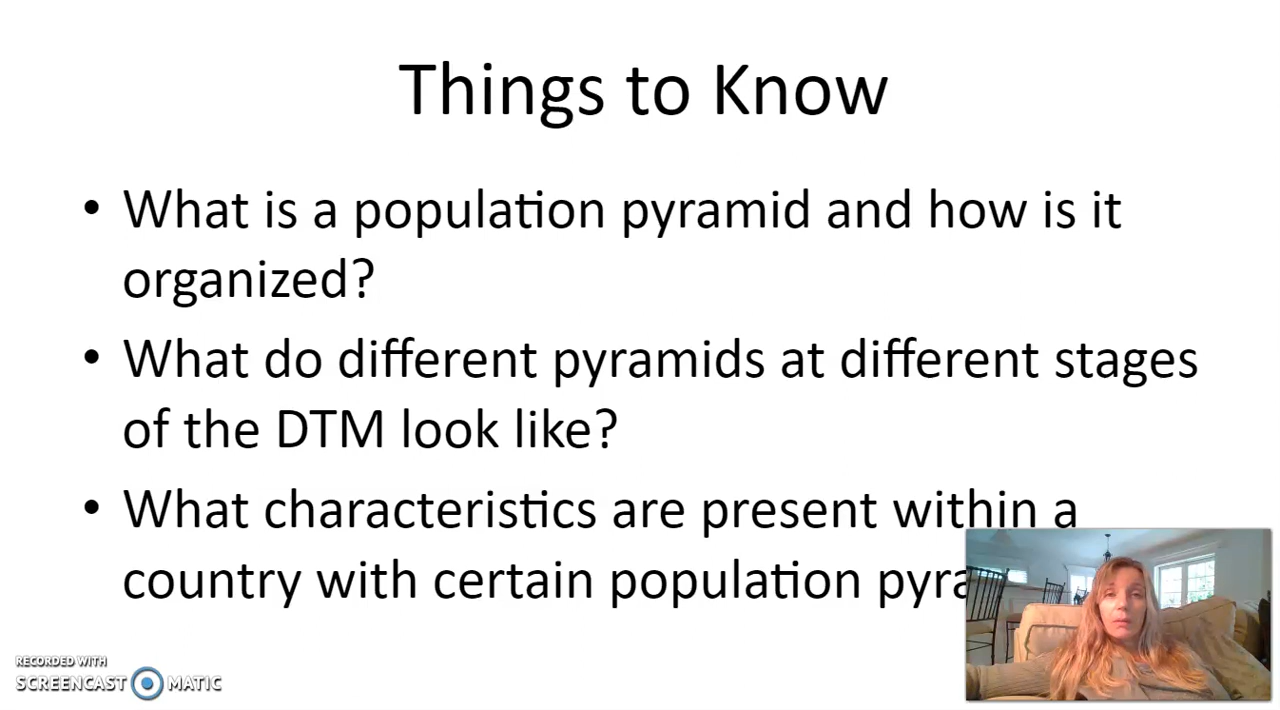 Things to Know
• What is a population pyramid and how is it
organized?
• What do different pyramids at different stages
of the DTM look like?
• What characteristics are present within a
country with certain population pyra
RECORDED WITH
SCREENCAST MATIC